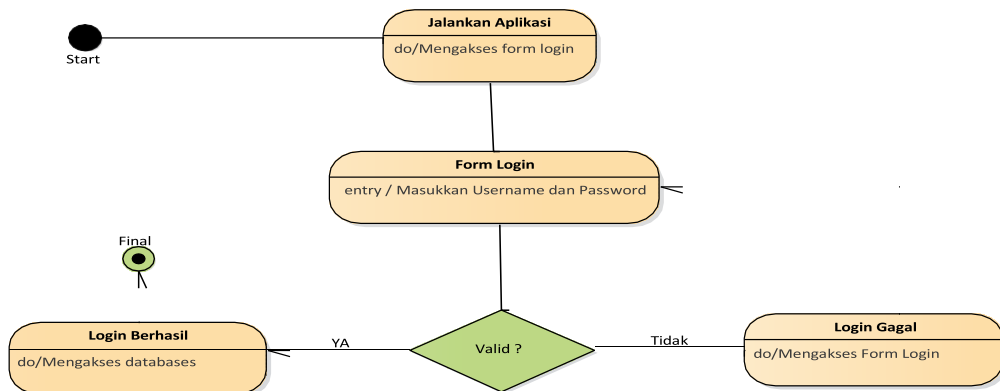 Jalankan Aplikasi
do/Mengakses form login
Start
Form Login
entry / Masukkan Username dan Password
Final
Login Berhasil
do/Mengakses databases
YA
Valid ?
Tidak
Login Gagal
do/Mengakses Form Login